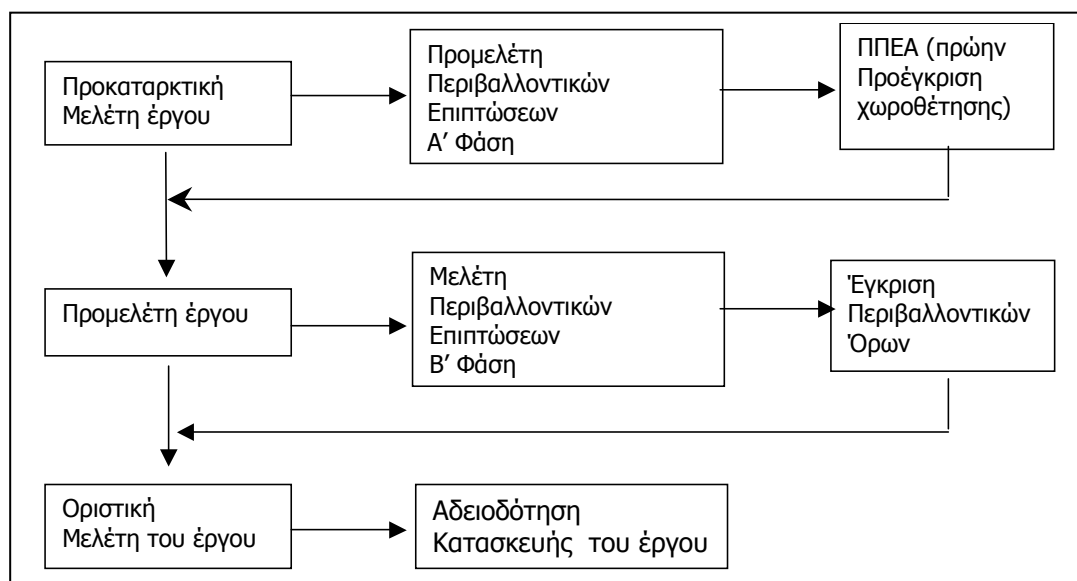 Προκαταρκτική
Μελέτη έργου
Προμελέτη
Περιβαλλοντικών
Επιπτώσεων
Α’ Φάση
ΠΠΕΑ (πρώην
Προέγκριση
χωροθέτησης)
Προμελέτη έργου
Μελέτη
Περιβαλλοντικών
Επιπτώσεων
Β’ Φάση
Έγκριση
Περιβαλλοντικών
Όρων
Οριστική
Μελέτη του έργου
Αδειοδότηση
Κατασκευής του έργου